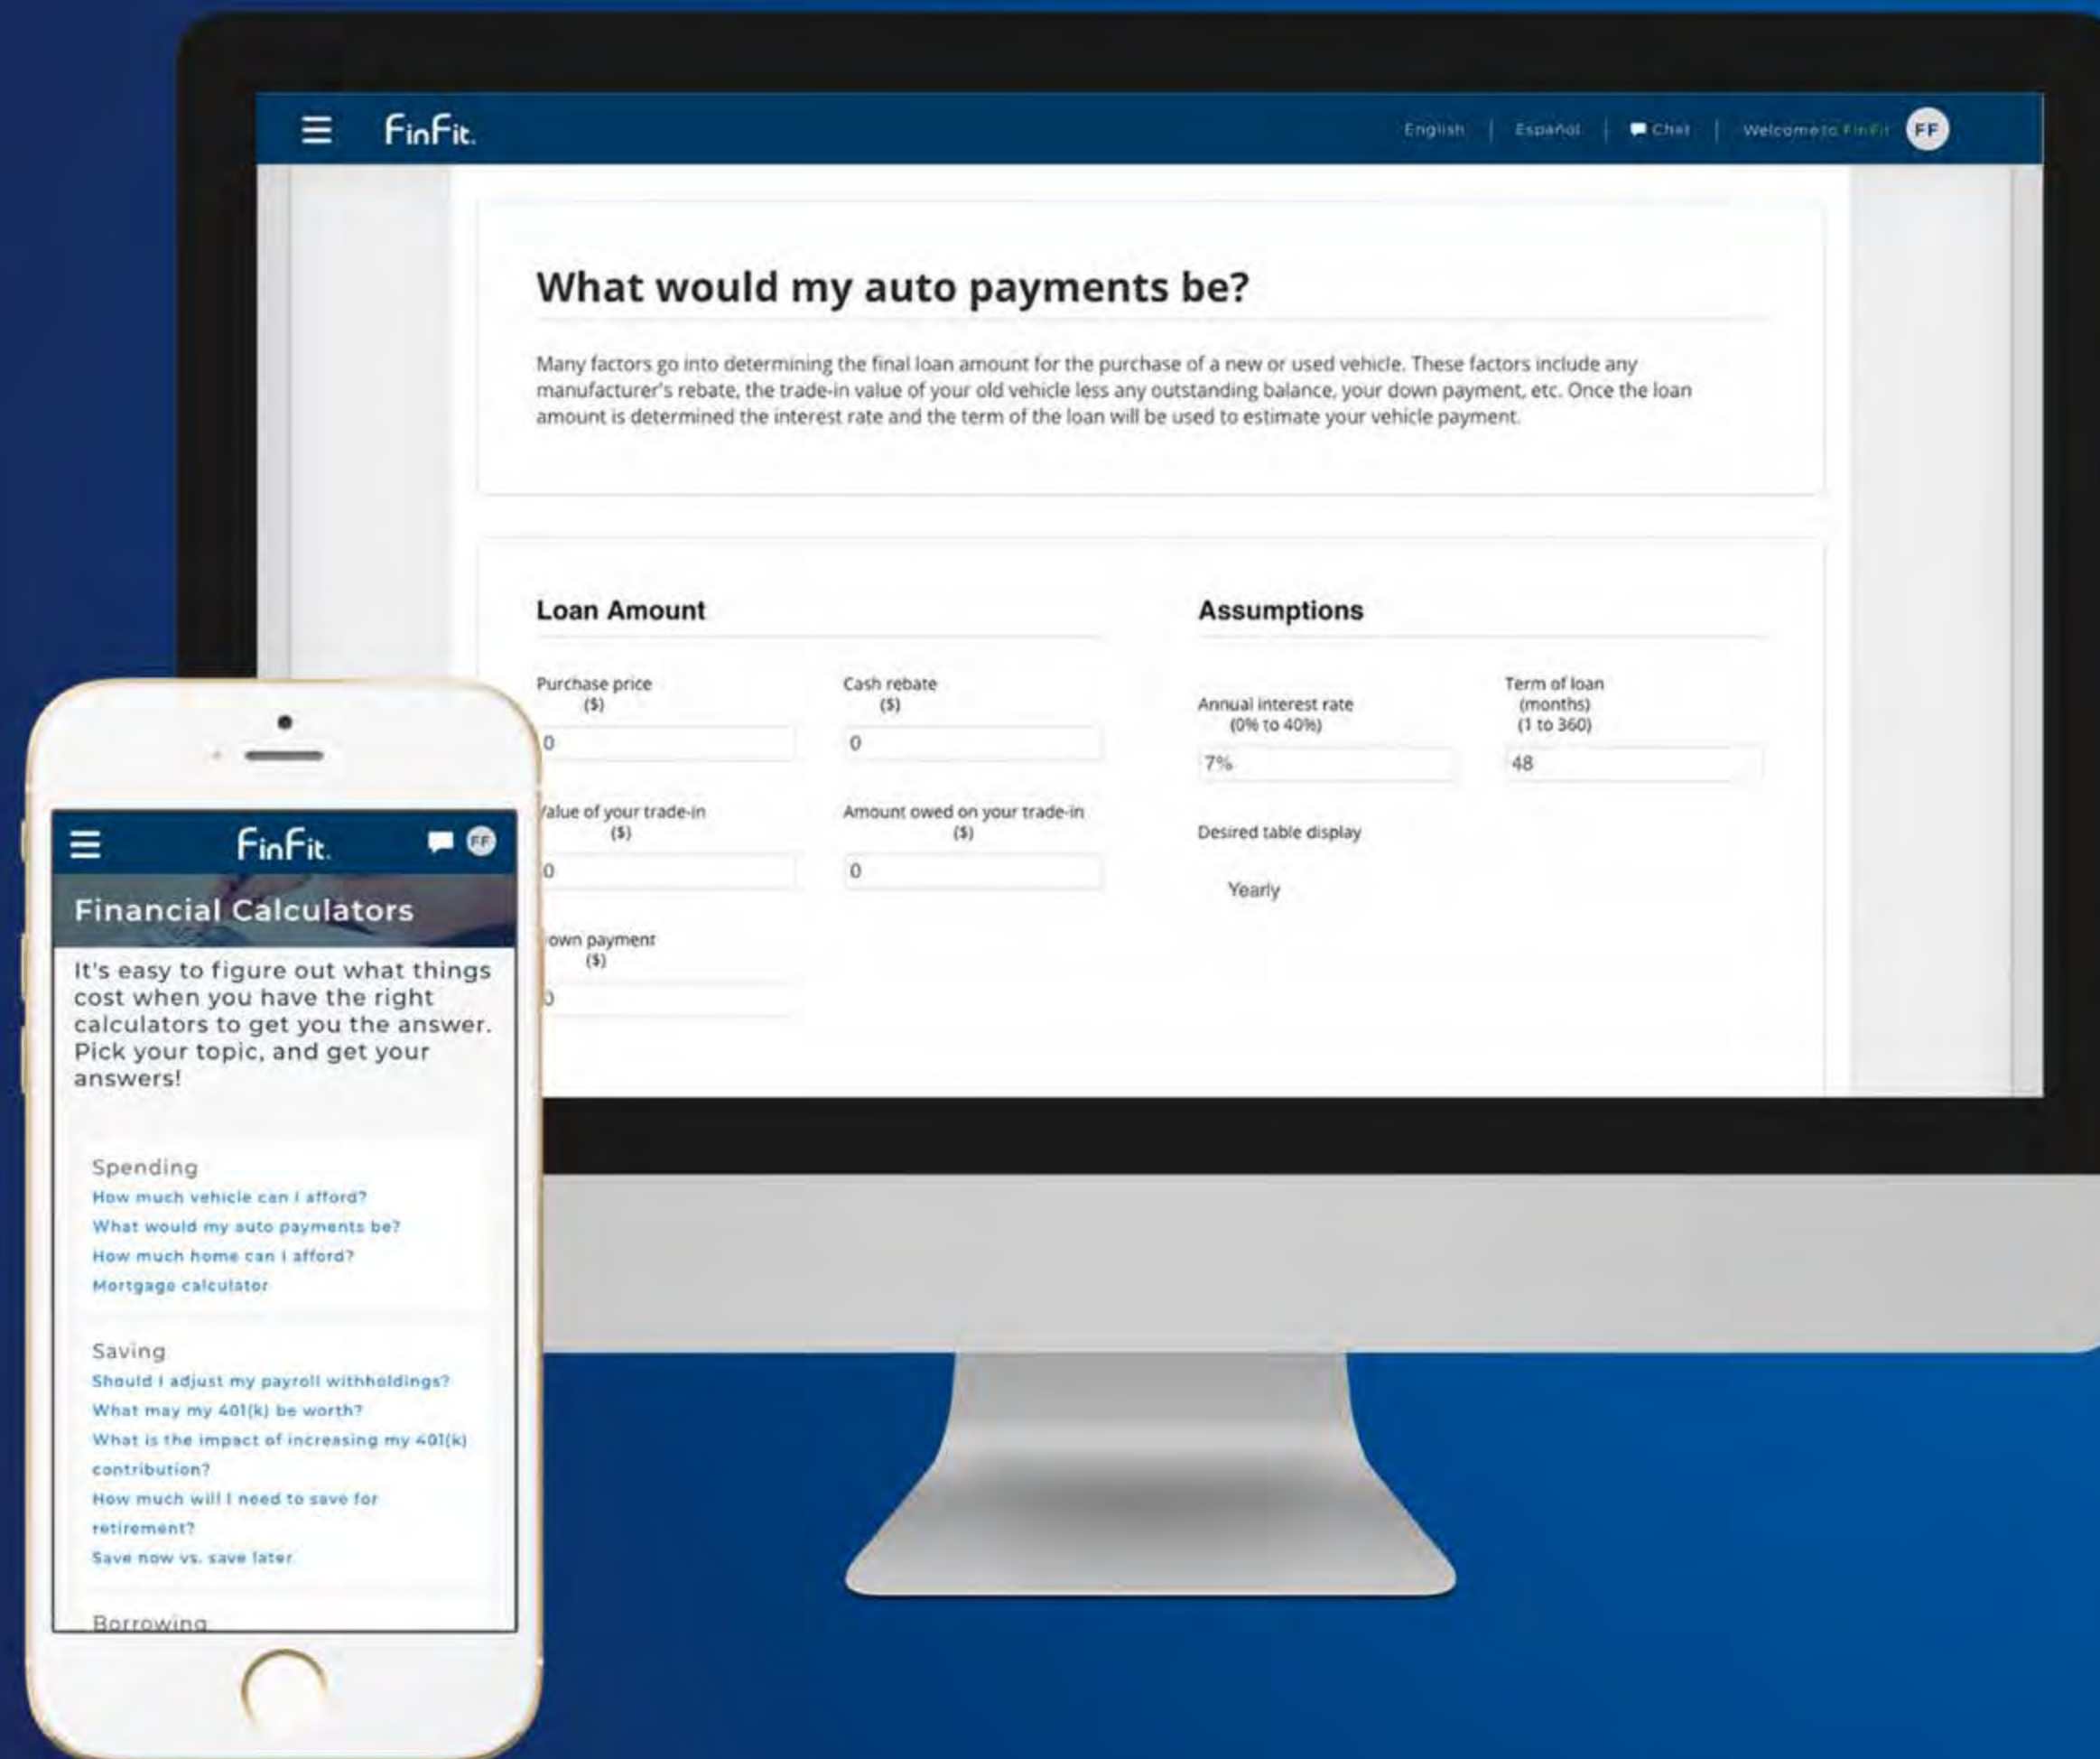 FinFit.
English | Español | Chat | Welcome to FinFit FF
What would my auto payments be?
Many factors go into determining the final loan amount for the purchase of a new or used vehicle. These factors include any
manufacturer's rebate, the trade-in value of your old vehicle less any outstanding balance, your down payment, etc. Once the loan
amount is determined the interest rate and the term of the loan will be used to estimate your vehicle payment.
Loan Amount
Purchase price
($)
0
Cash rebate
($)
0
alue of your trade-in
($)
0
Amount owed on your trade-in
($)
0
own payment
($)
0
Assumptions
Annual interest rate
(0% to 40%)
7%
Term of loan
(months)
(1 to 360)
48
Desired table display
Yearly
FinFit.
FF
Financial Calculators
It's easy to figure out what things
cost when you have the right
calculators to get you the answer.
Pick your topic, and get your
answers!
Spending
How much vehicle can I afford?
What would my auto payments be?
How much home can I afford?
Mortgage calculator
Saving
Should I adjust my payroll withholdings?
What may my 401(k) be worth?
What is the impact of increasing my 401(k)
contribution?
How much will I need to save for
retirement?
Save now vs. save later
Borrowing